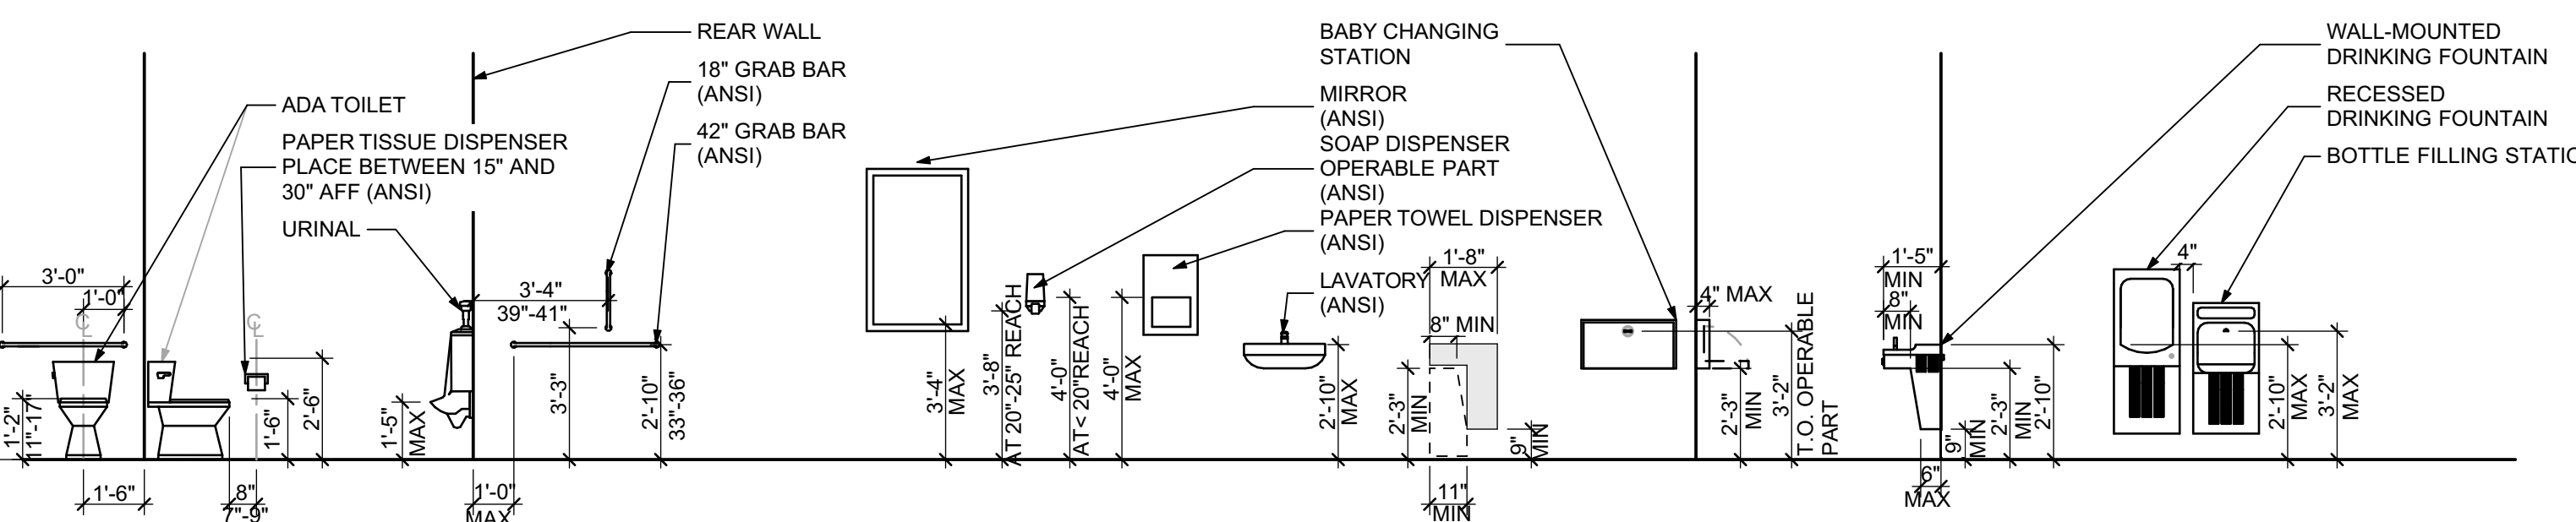 REAR WALL
18" GRAB BAR
(ANSI)
42" GRAB BAR
(ANSI)
ADA TOILET
PAPER TISSUE DISPENSER
PLACE BETWEEN 15" AND
30" AFF (ANSI)
URINAL
BABY CHANGING
STATION
MIRROR
(ANSI)
SOAP DISPENSER
OPERABLE PART
(ANSI)
PAPER TOWEL DISPENSER
(ANSI)
LAVATORY
(ANSI)
WALL-MOUNTED
DRINKING FOUNTAIN
RECESSED
DRINKING FOUNTAIN
BOTTLE FILLING STATIO
3'-0"
1'-0"
CL
1'-2"
11"-17"
1'-6"
CL
8"
7"-9"
1'-6"
2'-6"
1'-5"
MAX
3'-4"
39"-41"
1'-0"
MAX
3'-3"
2'-10"
33"-36"
3'-4"
MAX
3'-8"
AT 20"-25" REACH
4'-0"
AT< 20"REACH
4'-0"
MAX
2'-10"
MAX
1'-8"
MAX
8" MIN
2'-3"
MIN
11"
MIN
9"
MIN
4" MAX
2'-3"
MIN
3'-2"
T.O. OPERABLE
PART
1'-5"
MIN
8"
MIN
6"
MAX
9"
MIN
2'-3"
MIN
2'-10"
4"
2'-10"
MAX
3'-2"
MAX